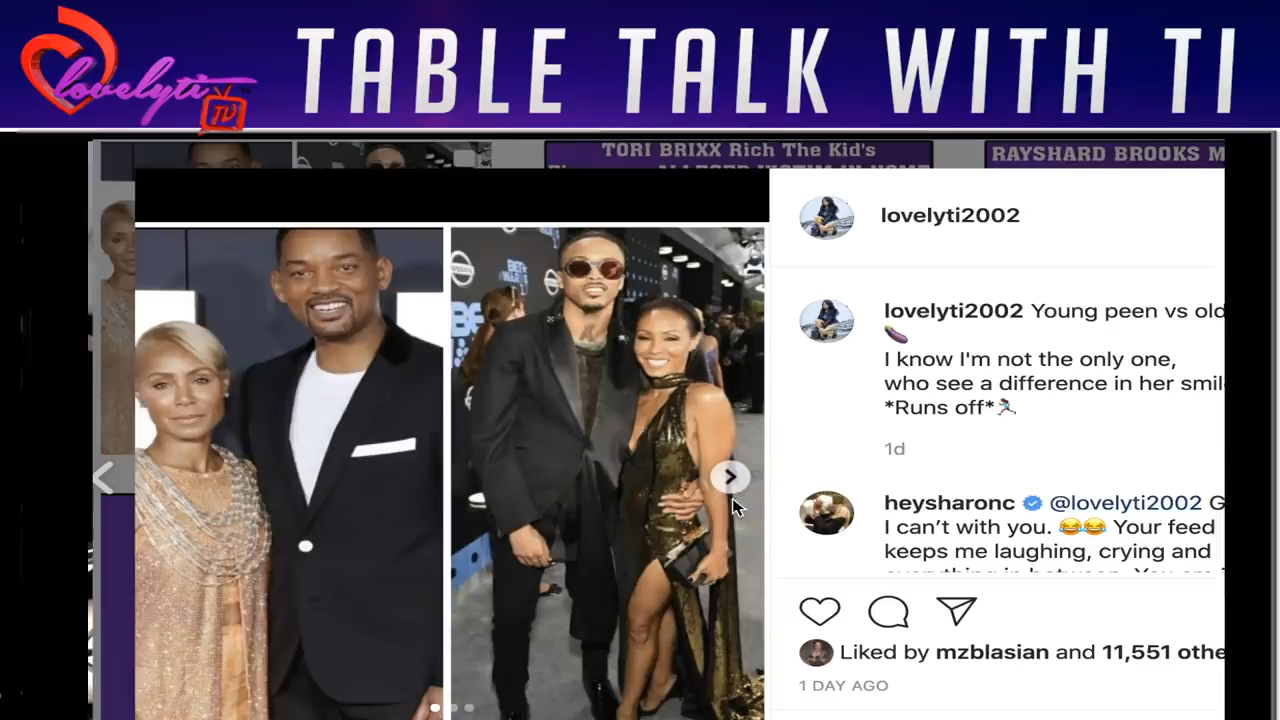 lovelyti
TV
TABLE TALK WITH TI
TORI BRIXX Rich The Kid's
RAYSHARD BROOKS M
lovelyti2002
lovelyti2002 Young peen vs old
🍆
I know I'm not the only one,
who see a difference in her smil
*Runs off*🏃🏻‍♀️
1d
heysharonc @lovelyti2002 G
I can't with you. 😂😂 Your feed
keeps me laughing, crying and
Liked by mzblasian and 11,551 othe
1 DAY AGO
NISSAN
BET